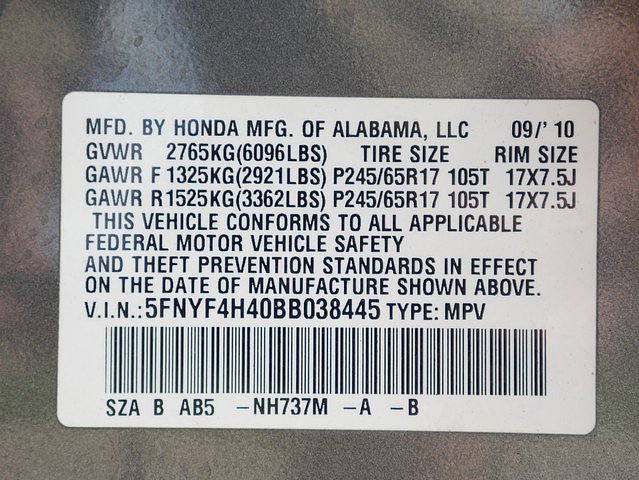 MFD. BY HONDA MFG. OF ALABAMA, LLC 09/' 10
GVWR 2765KG(6096LBS) TIRE SIZE RIM SIZE
GAWR F 1325KG(2921LBS) P245/65R17 105T 17X7.5J
GAWR R1525KG(3362LBS) P245/65R17 105T 17X7.5J
THIS VEHICLE CONFORMS TO ALL APPLICABLE
FEDERAL MOTOR VEHICLE SAFETY
AND THEFT PREVENTION STANDARDS IN EFFECT
ON THE DATE OF MANUFACTURE SHOWN ABOVE.
V.I.N.:5FNYF4H40BB038445 TYPE: MPV
SZA B AB5 -NH737M -A -B